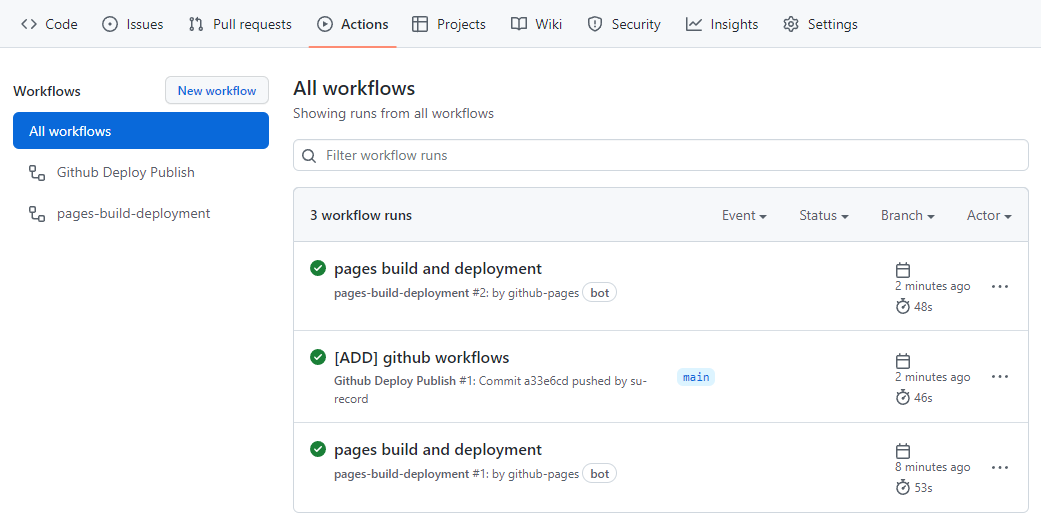 Code Issues Pull requests Actions Projects Wiki Security Insights Settings
Workflows
New workflow
All workflows
Github Deploy Publish
pages-build-deployment
All workflows
Showing runs from all workflows
Filter workflow runs
3 workflow runs Event Status Branch Actor
pages build and deployment
pages-build-deployment #2: by github-pages bot
2 minutes ago
48s
[ADD] github workflows
Github Deploy Publish #1: Commit a33e6cd pushed by su-
record
main
2 minutes ago
46s
pages build and deployment
pages-build-deployment #1: by github-pages bot
8 minutes ago
53s